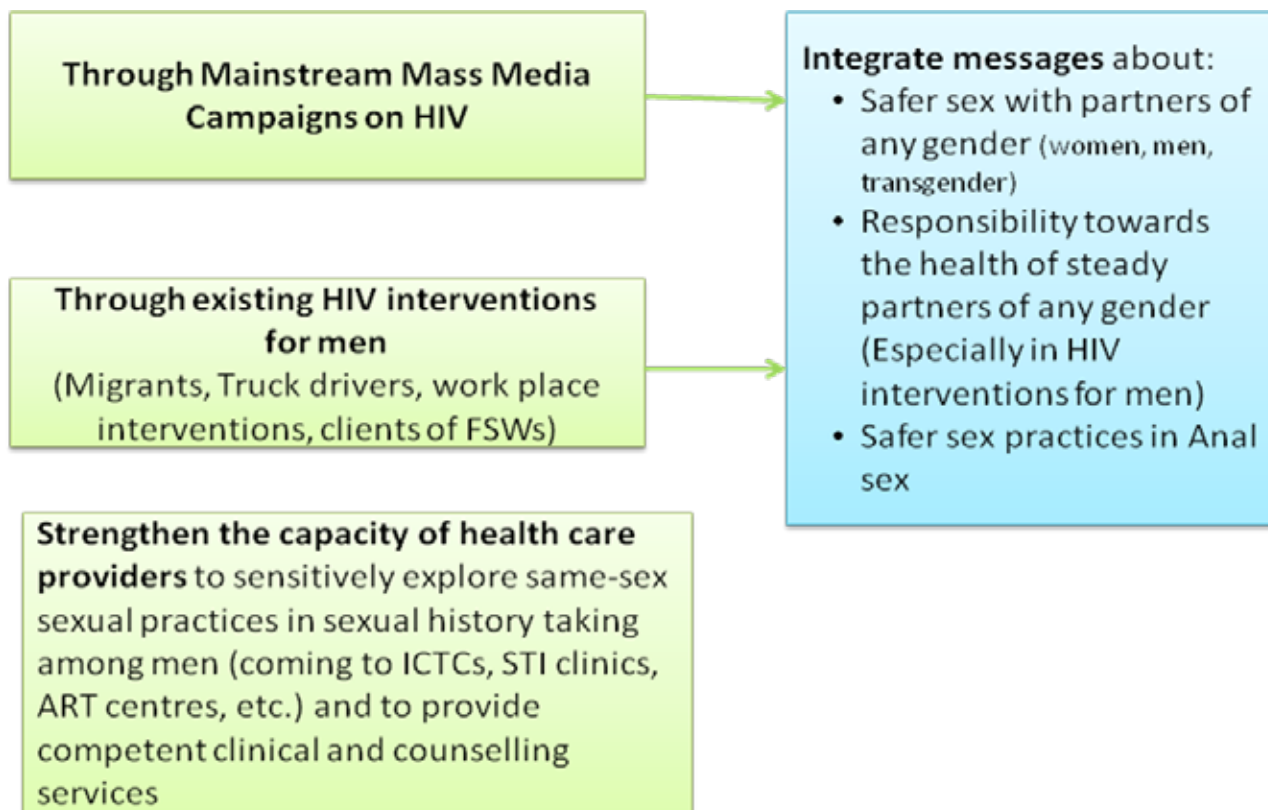 Through Mainstream Mass Media
Campaigns on HIV
Through existing HIV interventions
for men
(Migrants, Truck drivers, work place
interventions, clients of FSWs)
Strengthen the capacity of health care
providers to sensitively explore same-sex
sexual practices in sexual history taking
among men (coming to ICTCs, STI clinics,
ART centres, etc.) and to provide
competent clinical and counselling
services
Integrate messages about:
• Safer sex with partners of
any gender (women, men,
transgender)
• Responsibility towards
the health of steady
partners of any gender
(Especially in HIV
interventions for men)
• Safer sex practices in Anal
sex